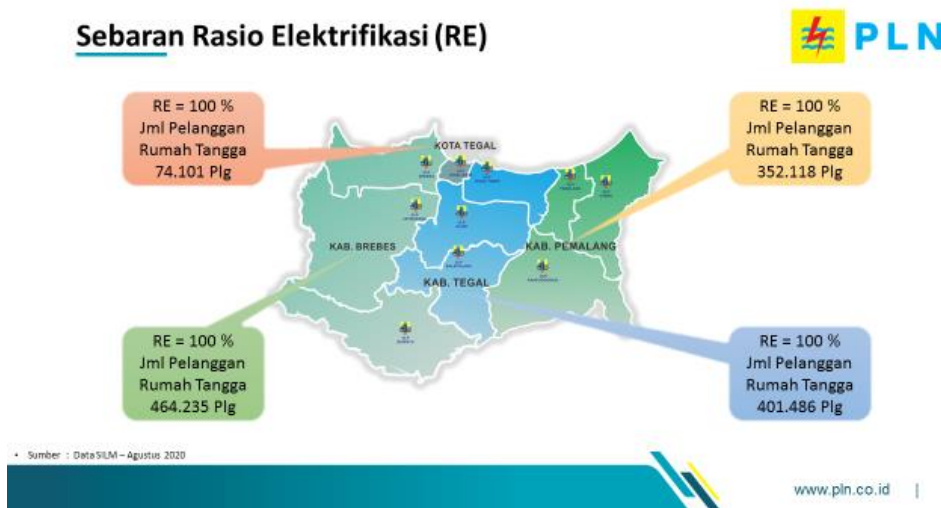 Sebaran Rasio Elektrifikasi (RE)
PLN
RE = 100 %
Jml Pelanggan
Rumah Tangga
74.101 Plg
RE = 100 %
Jml Pelanggan
Rumah Tangga
352.118 Plg
KOTA TEGAL
KAB. BREBES
KAB. PEMALANG
KAB. TEGAL
RE = 100 %
Jml Pelanggan
Rumah Tangga
464.235 Plg
RE = 100 %
Jml Pelanggan
Rumah Tangga
401.486 Plg
• Sumber : Data SILM – Agustus 2020
www.pln.co.id |